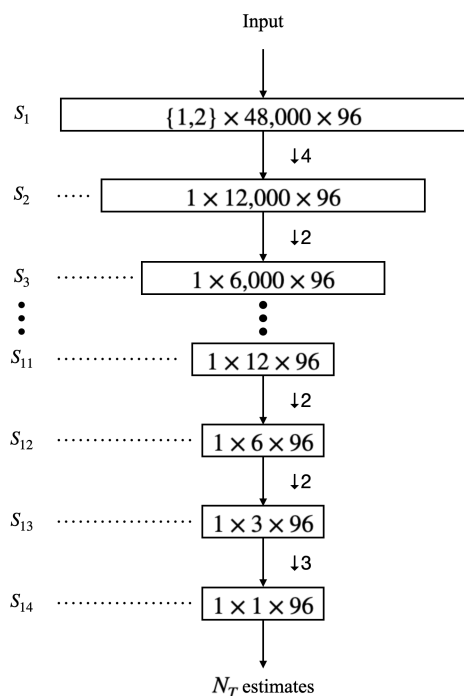 Input
S₁ {1,2} × 48,000 × 96
↓4
S₂ ..... 1 × 12,000 × 96
↓2
S₃ ........... 1 × 6,000 × 96
S₁₁ ................. 1 × 12 × 96
↓2
S₁₂ ................... 1 × 6 × 96
↓2
S₁₃ ................... 1 × 3 × 96
↓3
S₁₄ ................... 1 × 1 × 96
N_T estimates